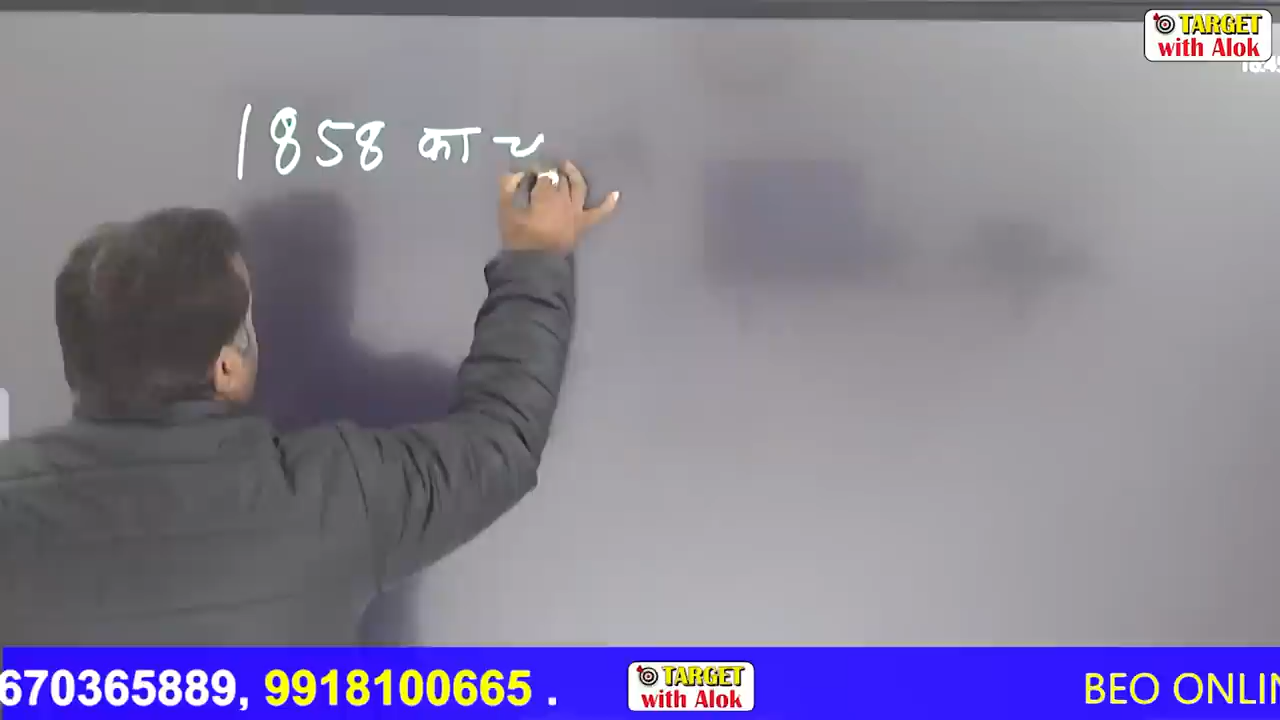 TARGET
with Alok
1858 का
670365889, 9918100665 .
TARGET
with Alok
BEO ONLIN